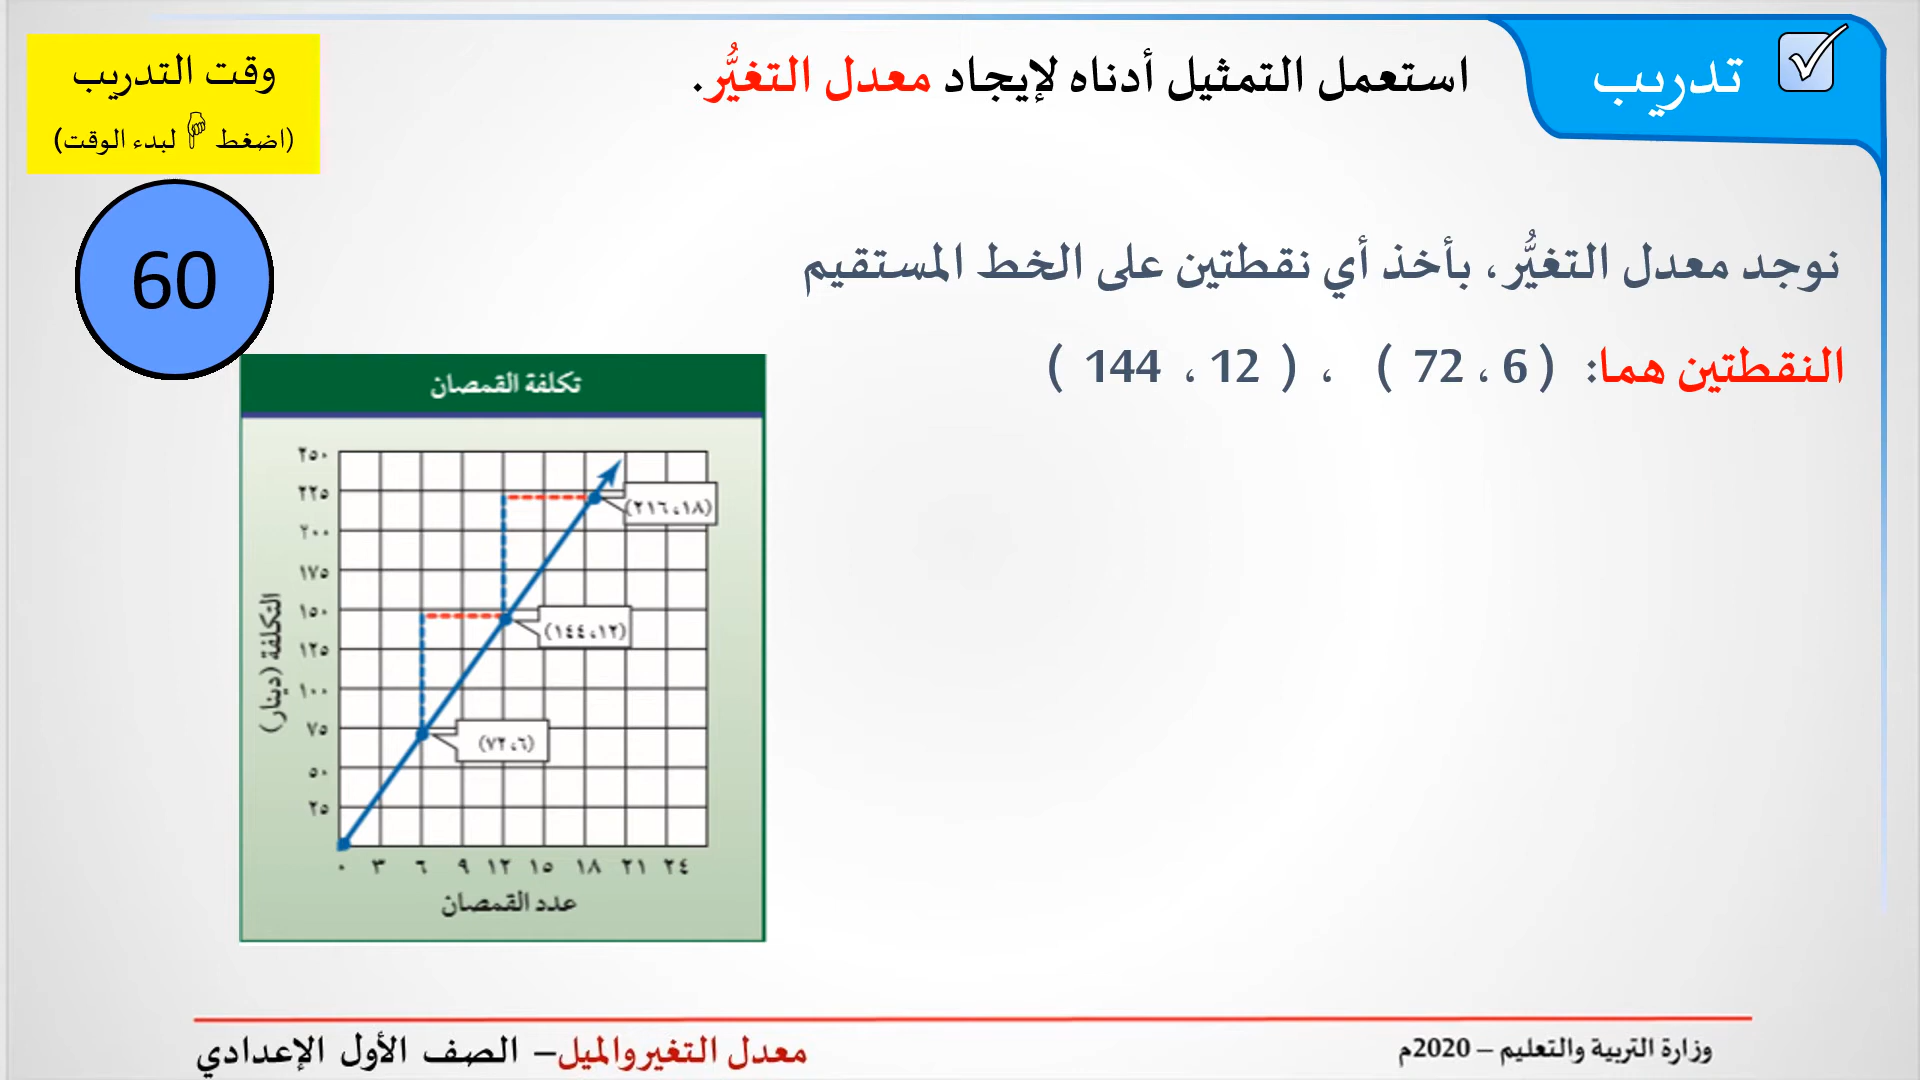 تدريب
استعمل التمثيل أدناه لإيجاد معدل التغيُّر.
وقت التدريب
(اضغط لبدء الوقت)
60
نوجد معدل التغيُّر، بأخذ أي نقطتين على الخط المستقيم
النقطتين هما: ( 6 ، 72 ) ، ( 12 ، 144 )
تكلفة القمصان
٢٥٠
٢٢٥
٢٠٠
١٧٥
١٥٠
١٢٥
١٠٠
٧٥
٥٠
٢٥
التكلفة (دينار)
(٢١٦،١٨)
(١٤٤،١٢)
(٧٢،٦)
٠ ٣ ٦ ٩ ١٢ ١٥ ١٨ ٢١ ٢٤
عدد القمصان
وزارة التربية والتعليم – 2020م
معدل التغير والميل– الصف الأول الإعدادي